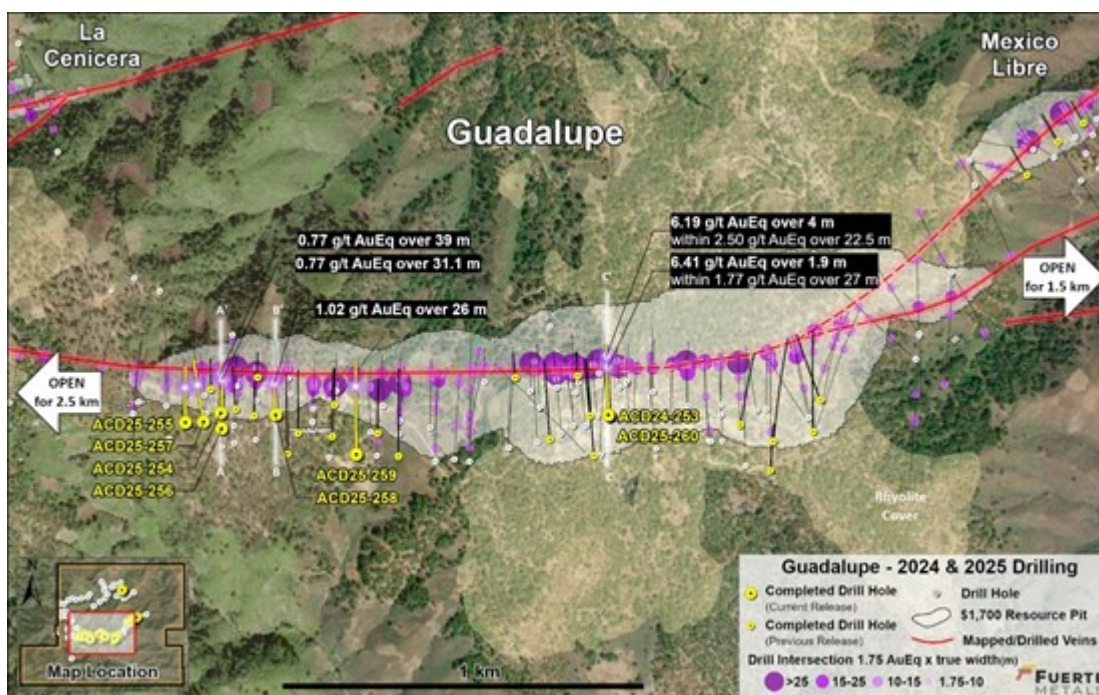 La
Cenicera
Mexico
Libre
Guadalupe
6.19 g/t AuEq over 4 m
within 2.50 g/t AuEq over 22.5 m
6.41 g/t AuEq over 1.9 m
within 1.77 g/t AuEq over 27 m
0.77 g/t AuEq over 39 m
0.77 g/t AuEq over 31.1 m
1.02 g/t AuEq over 26 m
OPEN
for 1.5 km
A'
B'
C'
OPEN
for 2.5 km
ACD25-255
ACD25-257
ACD25-254
ACD25-256
ACD25-259
ACD25-258
ACD24-253
ACD25-260
A
B
C
Rhyolite
Cover
N
Map Location
1 km
Guadalupe - 2024 & 2025 Drilling
Completed Drill Hole
(Current Release)
Completed Drill Hole
(Previous Release)
Drill Hole
$1,700 Resource Pit
Mapped/Drilled Veins
Drill Intersection 1.75 AuEq x true width(m)
>25 15-25 10-15 1.75-10
FUERTE
METALS